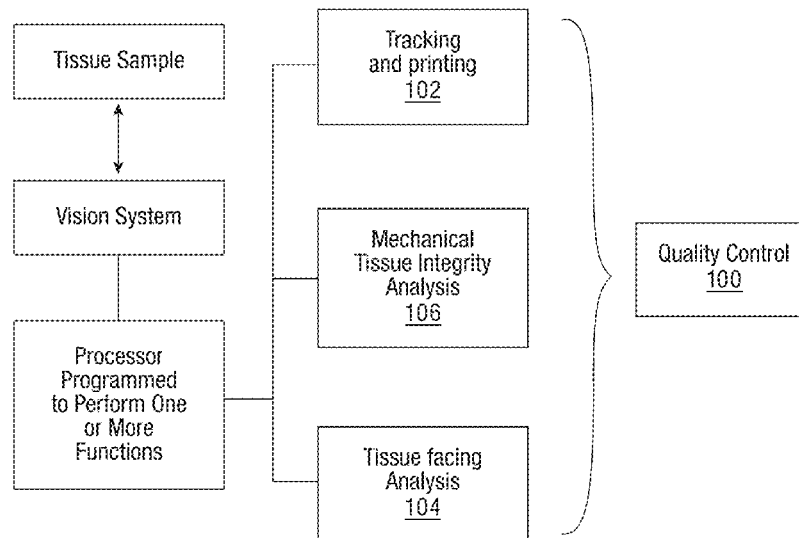 Tissue Sample
Vision System
Processor
Programmed
to Perform One
or More
Functions
Tracking
and printing
102
Mechanical
Tissue Integrity
Analysis
106
Tissue facing
Analysis
104
Quality Control
100